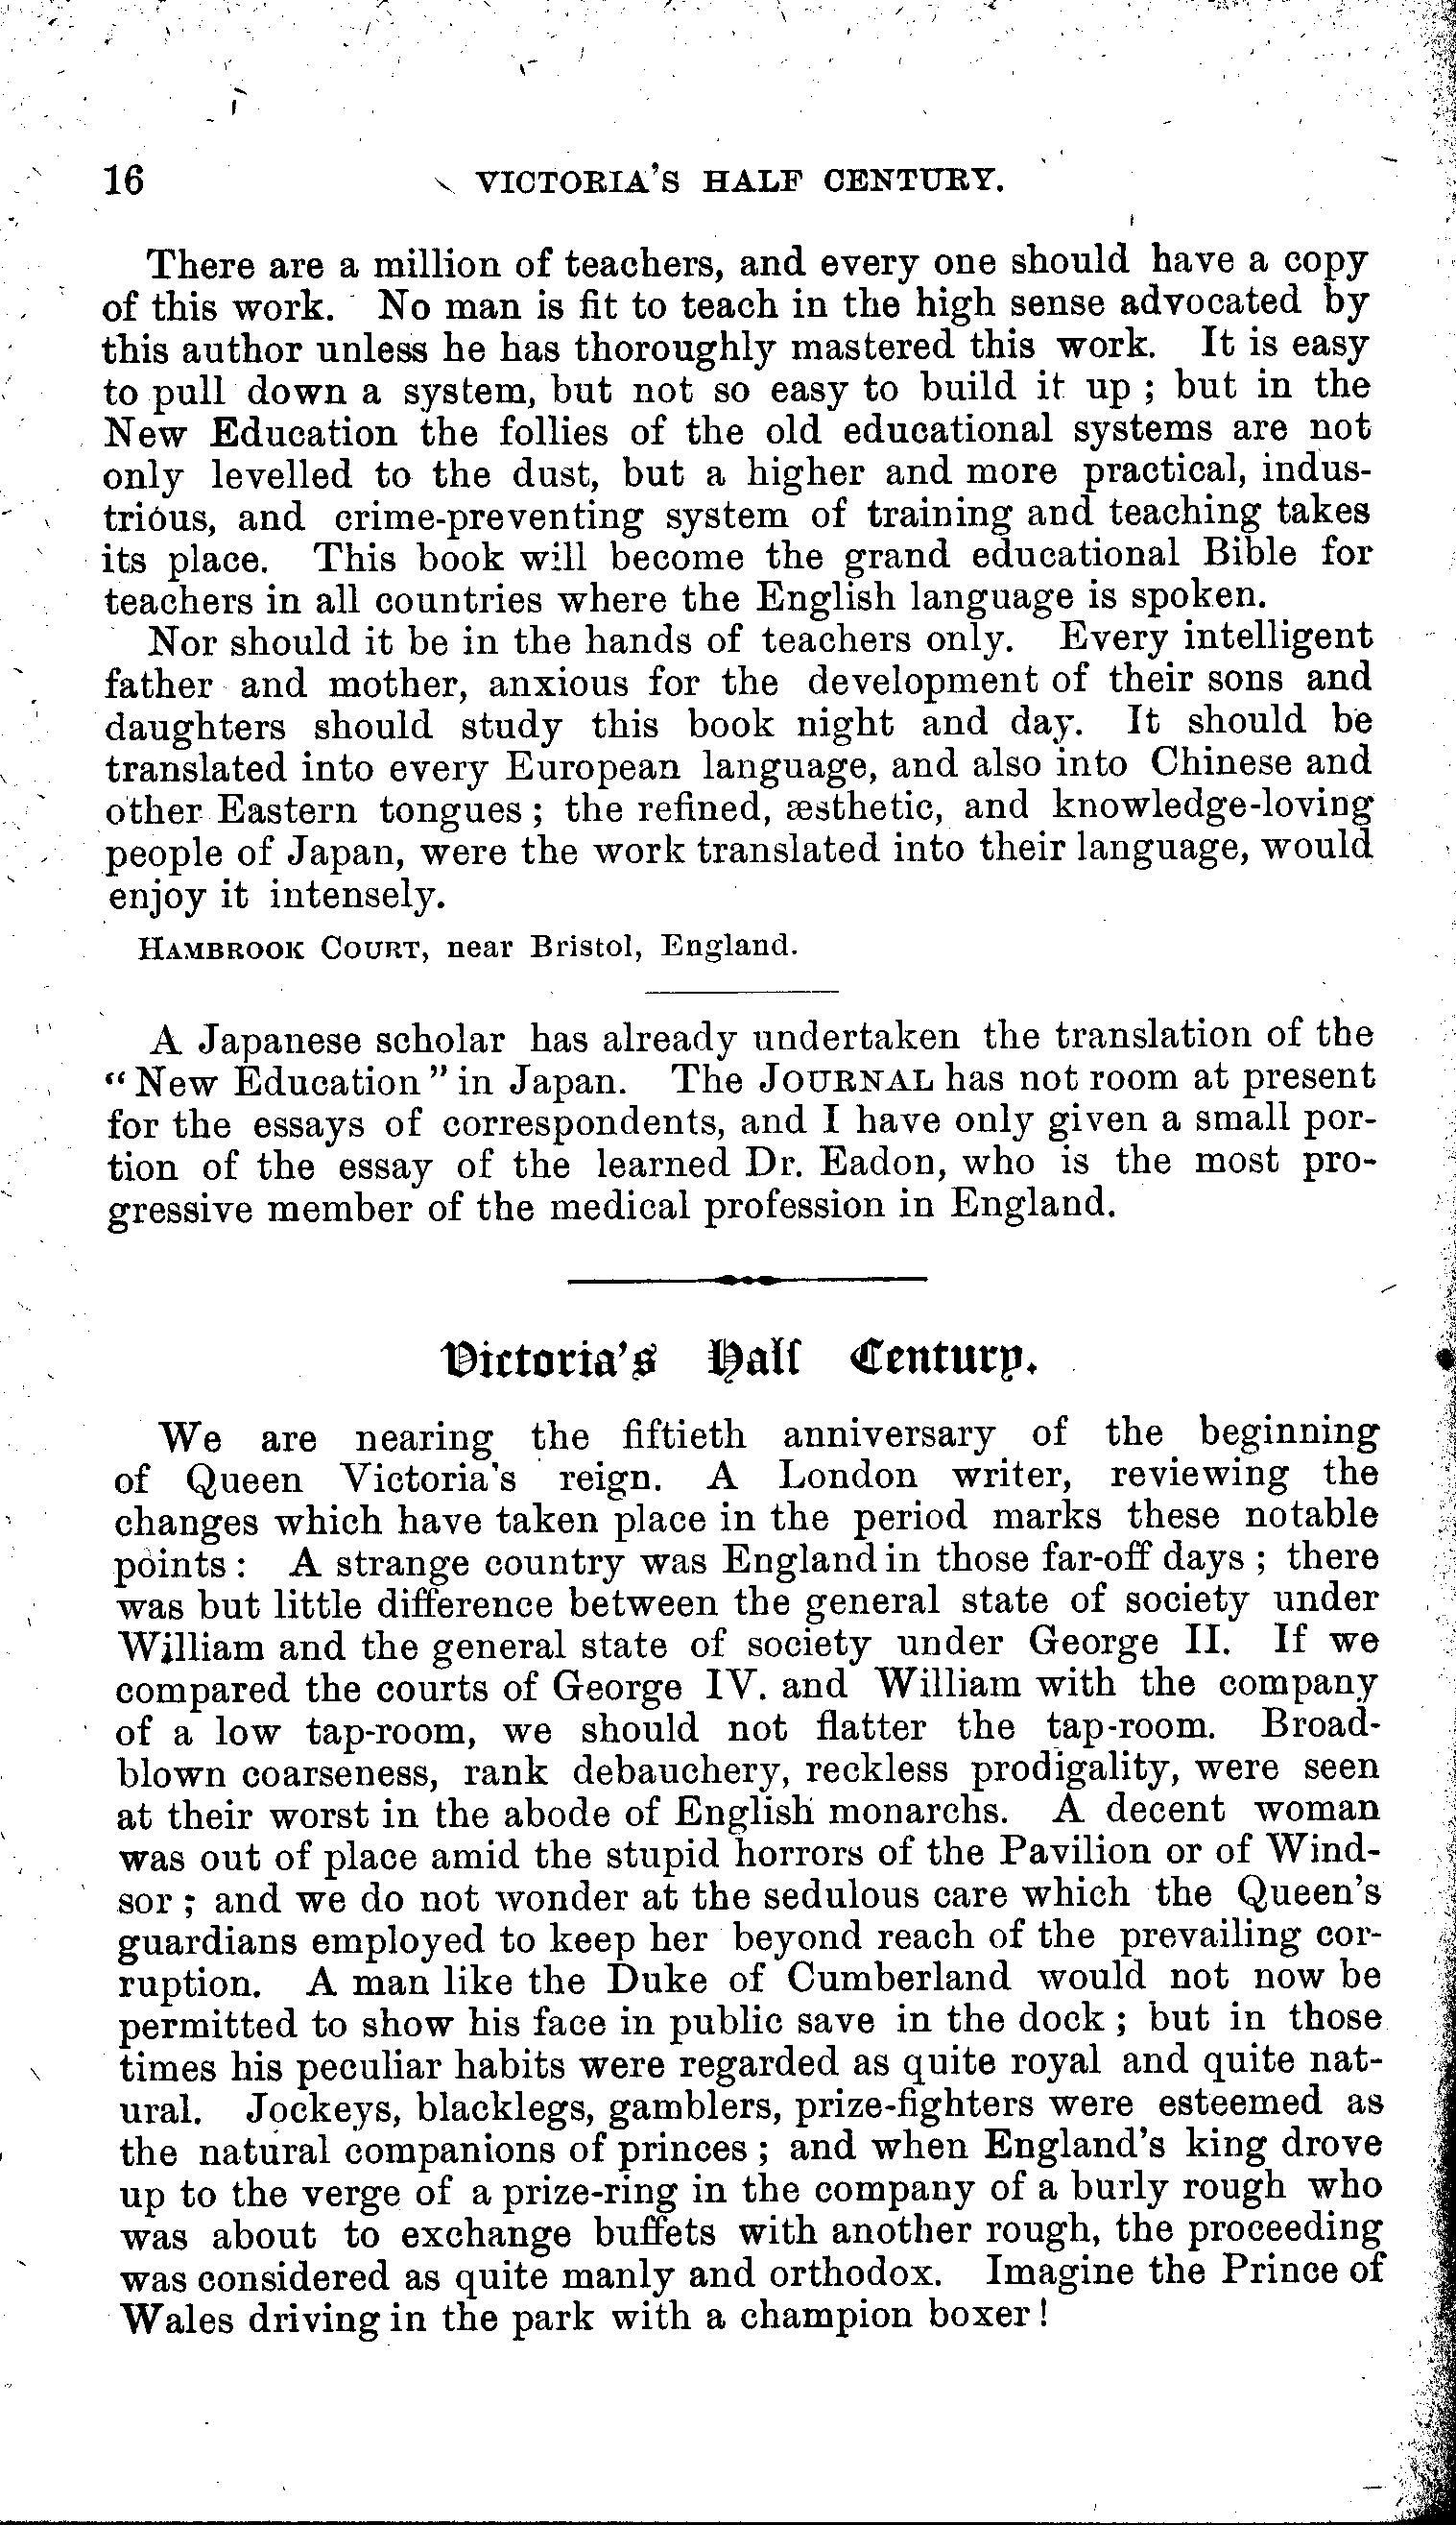 16 VICTORIA'S HALF CENTURY.
There are a million of teachers, and every one should have a copy
of this work. No man is fit to teach in the high sense advocated by
this author unless he has thoroughly mastered this work. It is easy
to pull down a system, but not so easy to build it up ; but in the
New Education the follies of the old educational systems are not
only levelled to the dust, but a higher and more practical, indus-
trious, and crime-preventing system of training and teaching takes
its place. This book will become the grand educational Bible for
teachers in all countries where the English language is spoken.
Nor should it be in the hands of teachers only. Every intelligent
father and mother, anxious for the development of their sons and
daughters should study this book night and day. It should be
translated into every European language, and also into Chinese and
other Eastern tongues ; the refined, æsthetic, and knowledge-loving
people of Japan, were the work translated into their language, would
enjoy it intensely.
HAMBROOK COURT, near Bristol, England.
A Japanese scholar has already undertaken the translation of the
“New Education” in Japan. The JOURNAL has not room at present
for the essays of correspondents, and I have only given a small por-
tion of the essay of the learned Dr. Eadon, who is the most pro-
gressive member of the medical profession in England.
Victoria's Half Century.
We are nearing the fiftieth anniversary of the beginning
of Queen Victoria's reign. A London writer, reviewing the
changes which have taken place in the period marks these notable
points : A strange country was England in those far-off days ; there
was but little difference between the general state of society under
William and the general state of society under George II. If we
compared the courts of George IV. and William with the company
of a low tap-room, we should not flatter the tap-room. Broad-
blown coarseness, rank debauchery, reckless prodigality, were seen
at their worst in the abode of English monarchs. A decent woman
was out of place amid the stupid horrors of the Pavilion or of Wind-
sor ; and we do not wonder at the sedulous care which the Queen's
guardians employed to keep her beyond reach of the prevailing cor-
ruption. A man like the Duke of Cumberland would not now be
permitted to show his face in public save in the dock ; but in those
times his peculiar habits were regarded as quite royal and quite nat-
ural. Jockeys, blacklegs, gamblers, prize-fighters were esteemed as
the natural companions of princes ; and when England's king drove
up to the verge of a prize-ring in the company of a burly rough who
was about to exchange buffets with another rough, the proceeding
was considered as quite manly and orthodox. Imagine the Prince of
Wales driving in the park with a champion boxer !